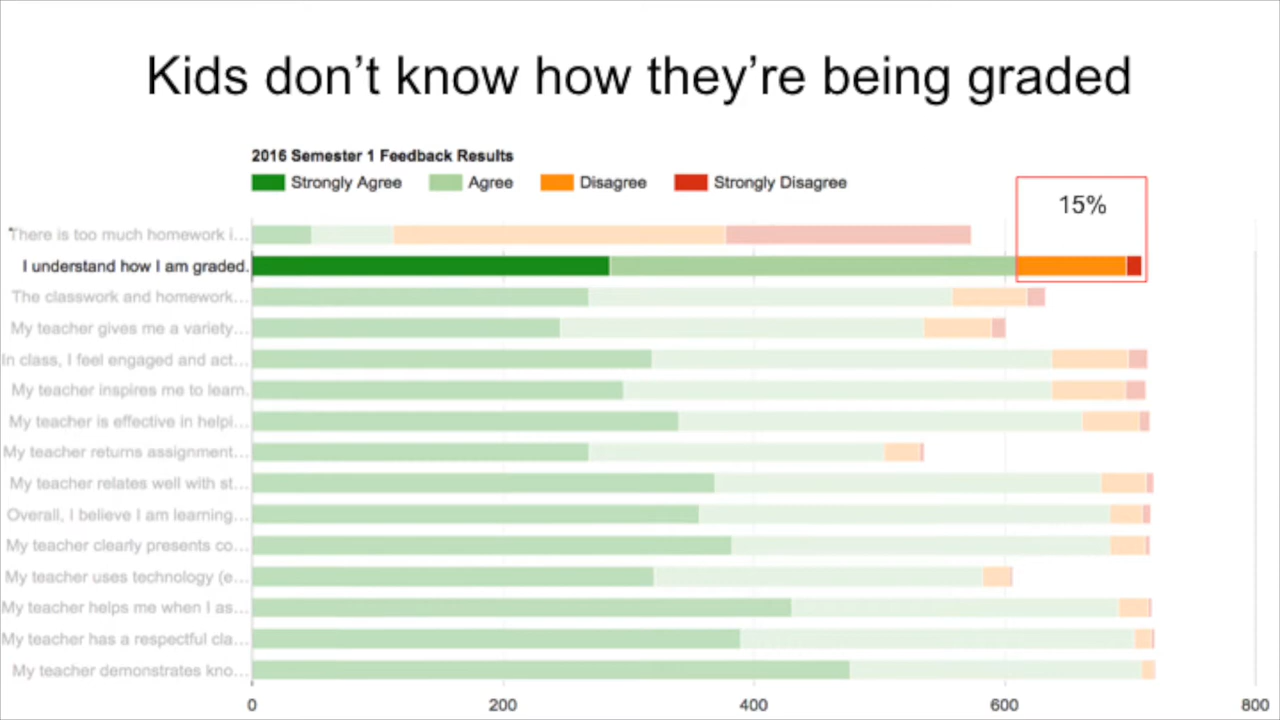 Kids don’t know how they’re being graded
2016 Semester 1 Feedback Results
Strongly Agree Agree Disagree Strongly Disagree
15%
There is too much homework i...
I understand how I am graded.
The classwork and homework...
My teacher gives me a variety...
In class, I feel engaged and act...
My teacher inspires me to learn.
My teacher is effective in helpi...
My teacher returns assignment...
My teacher relates well with st...
Overall, I believe I am learning...
My teacher clearly presents co...
My teacher uses technology (e...
My teacher helps me when I as...
My teacher has a respectful cla...
My teacher demonstrates kno...
0 200 400 600 800